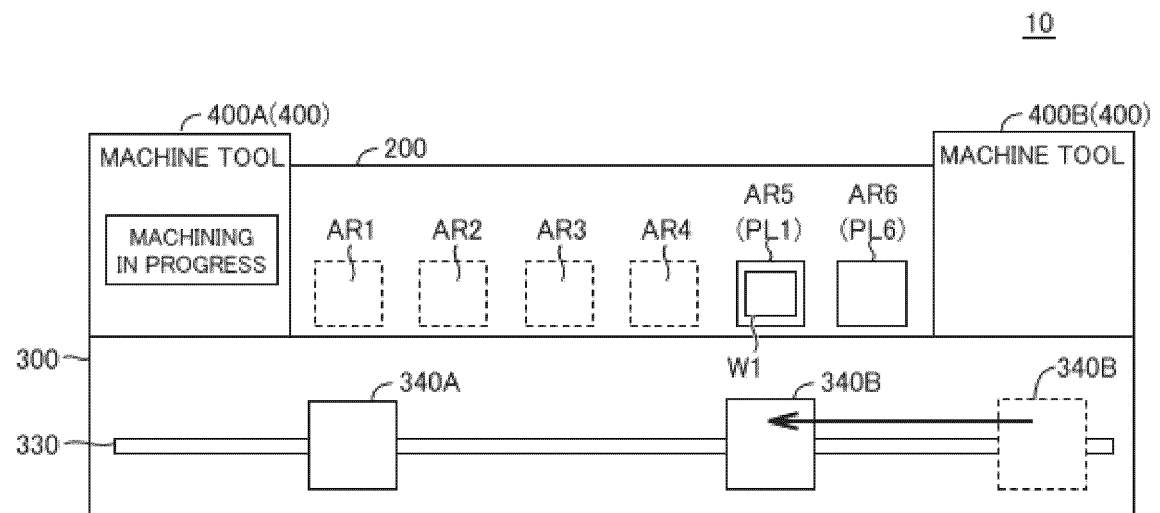 10
400A(400)
400B(400)
MACHINE TOOL
200
MACHINE TOOL
AR5
AR6
MACHINING
IN PROGRESS
AR1
AR2
AR3
AR4
(PL1)
(PL6)
300
W1
340A
340B
340B
330